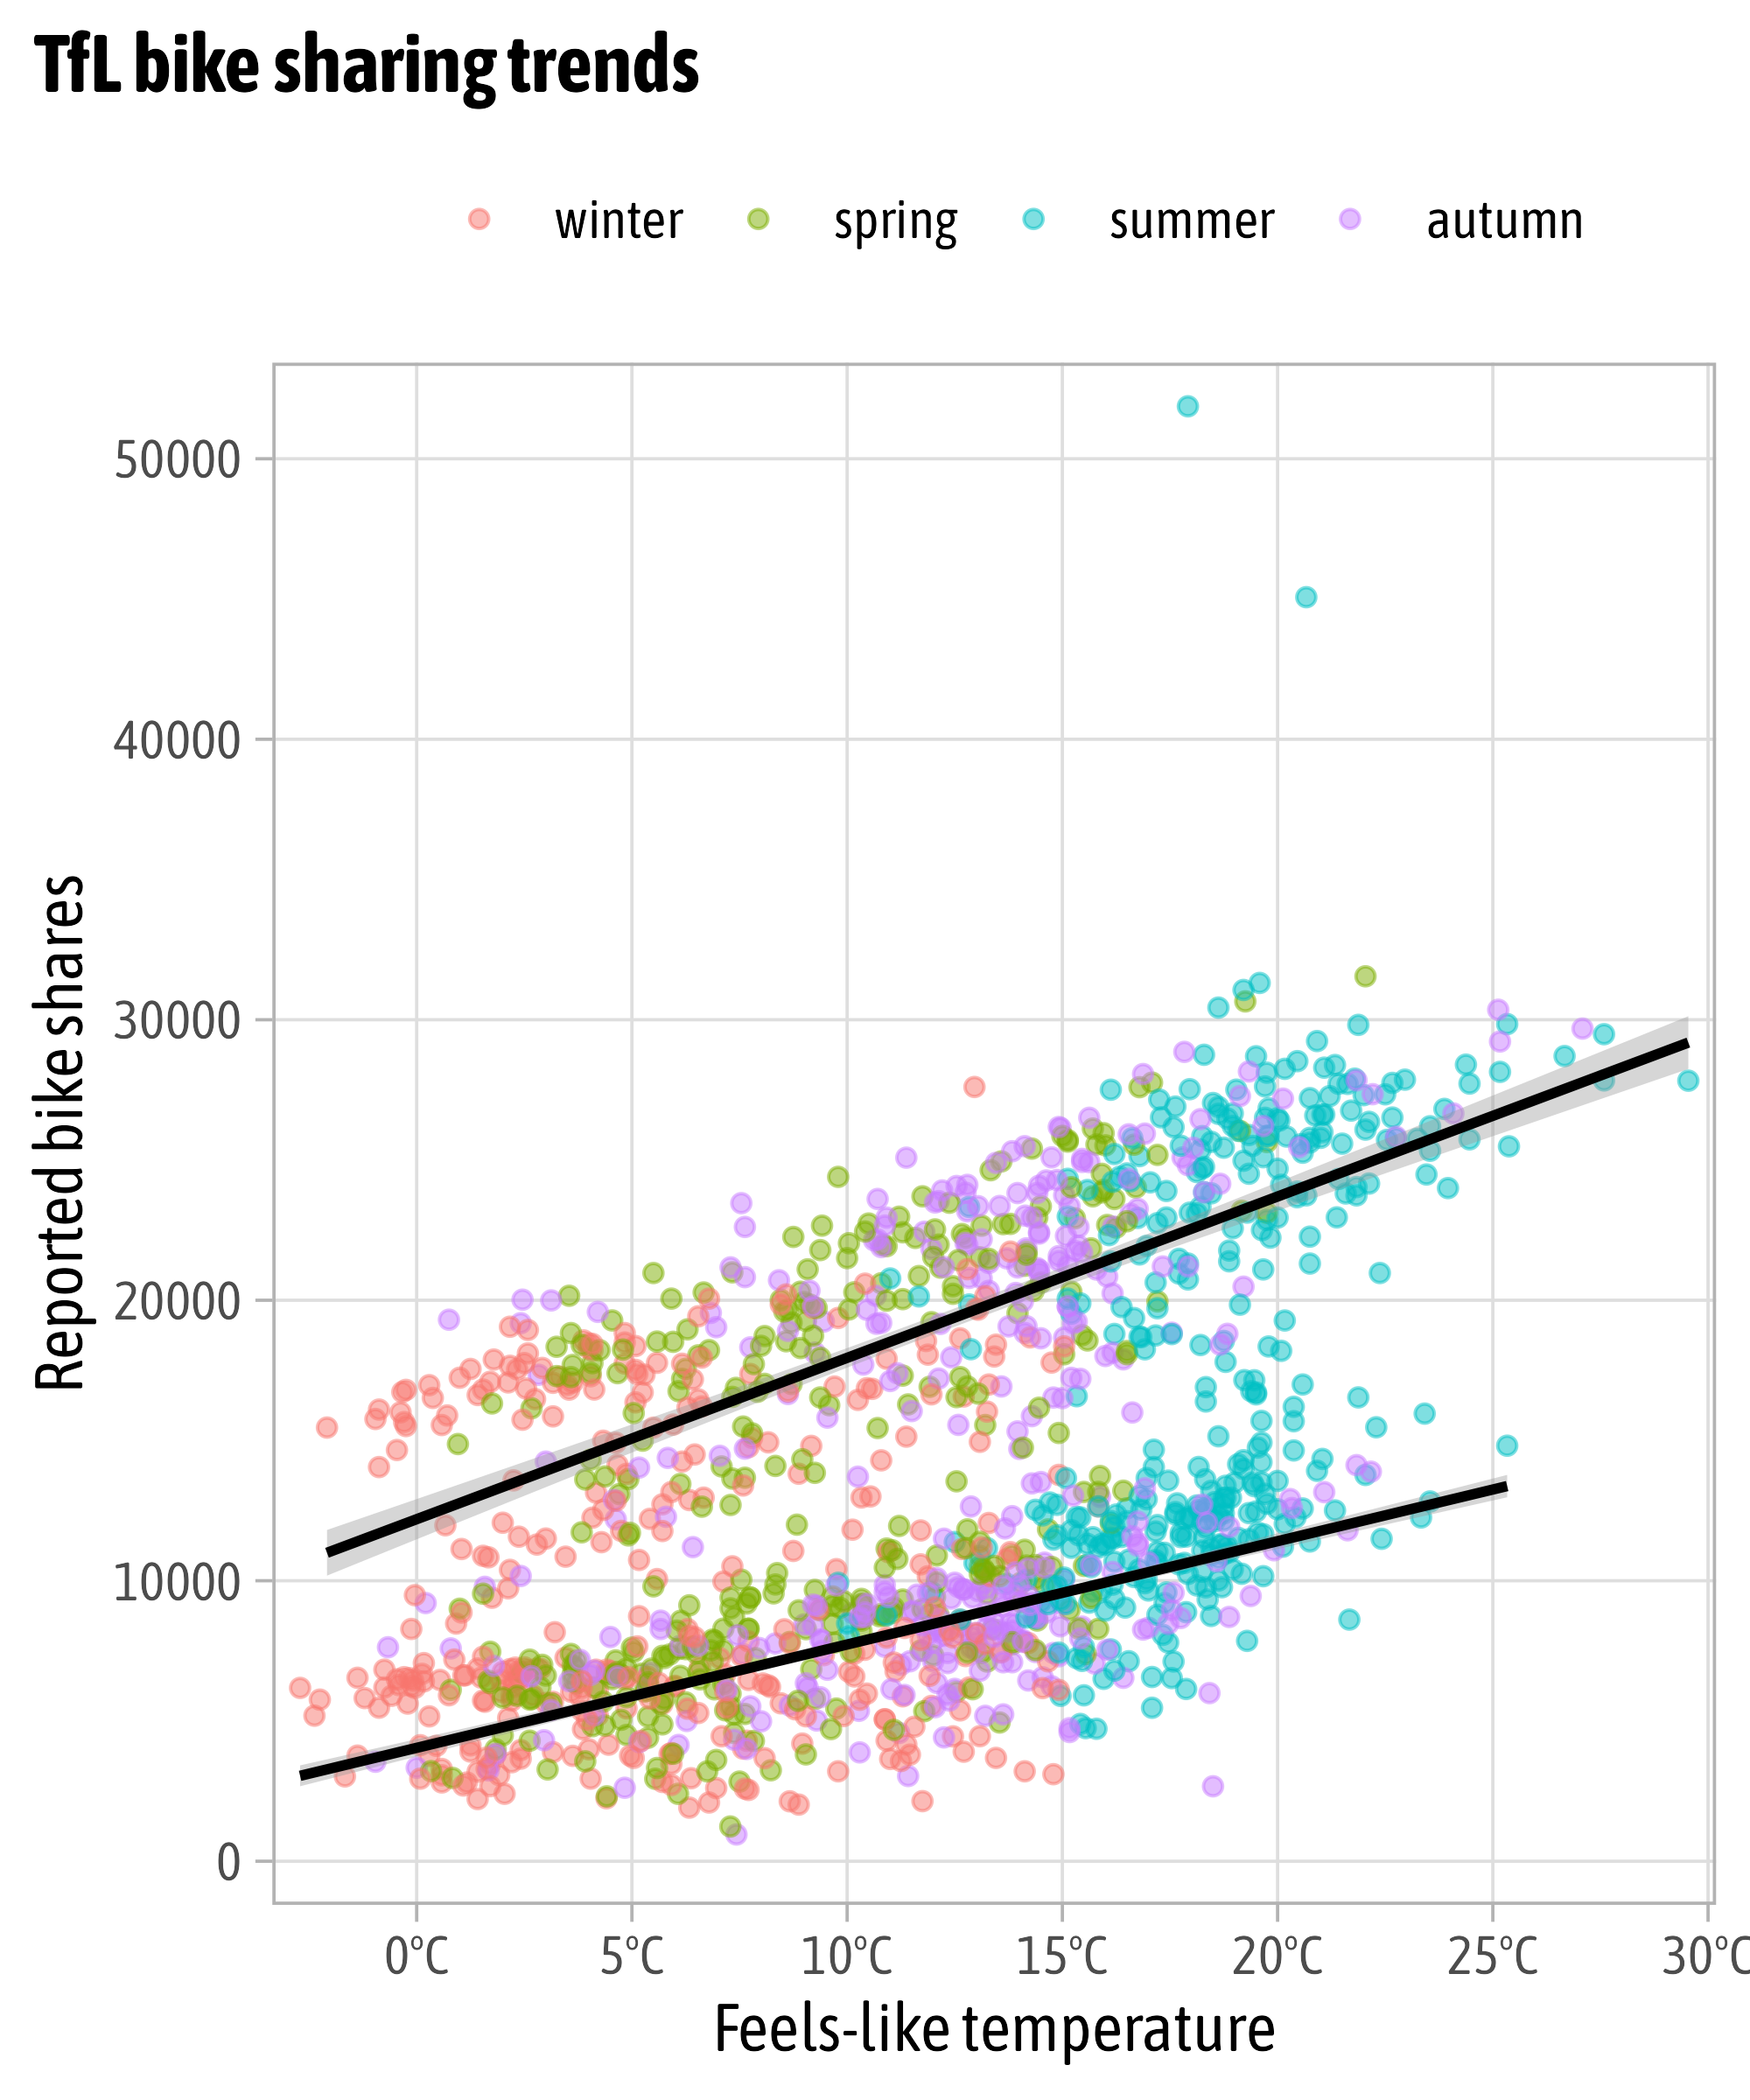 TfL bike sharing trends
winter spring summer autumn
Reported bike shares
50000
40000
30000
20000
10000
0
0°C 5°C 10°C 15°C 20°C 25°C 30°C
Feels-like temperature